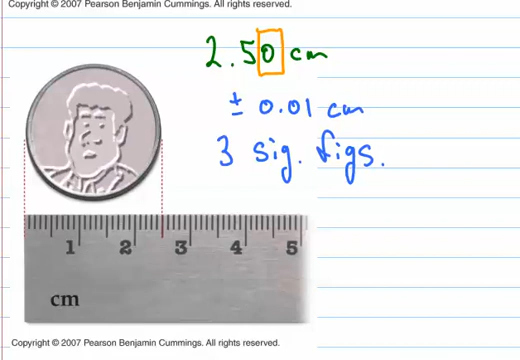 Copyright © 2007 Pearson Benjamin Cummings. All rights reserved.
2.50 cm
± 0.01 cm
3 sig. figs.
1 2 3 4 5
cm
Copyright © 2007 Pearson Benjamin Cummings. All rights reserved.